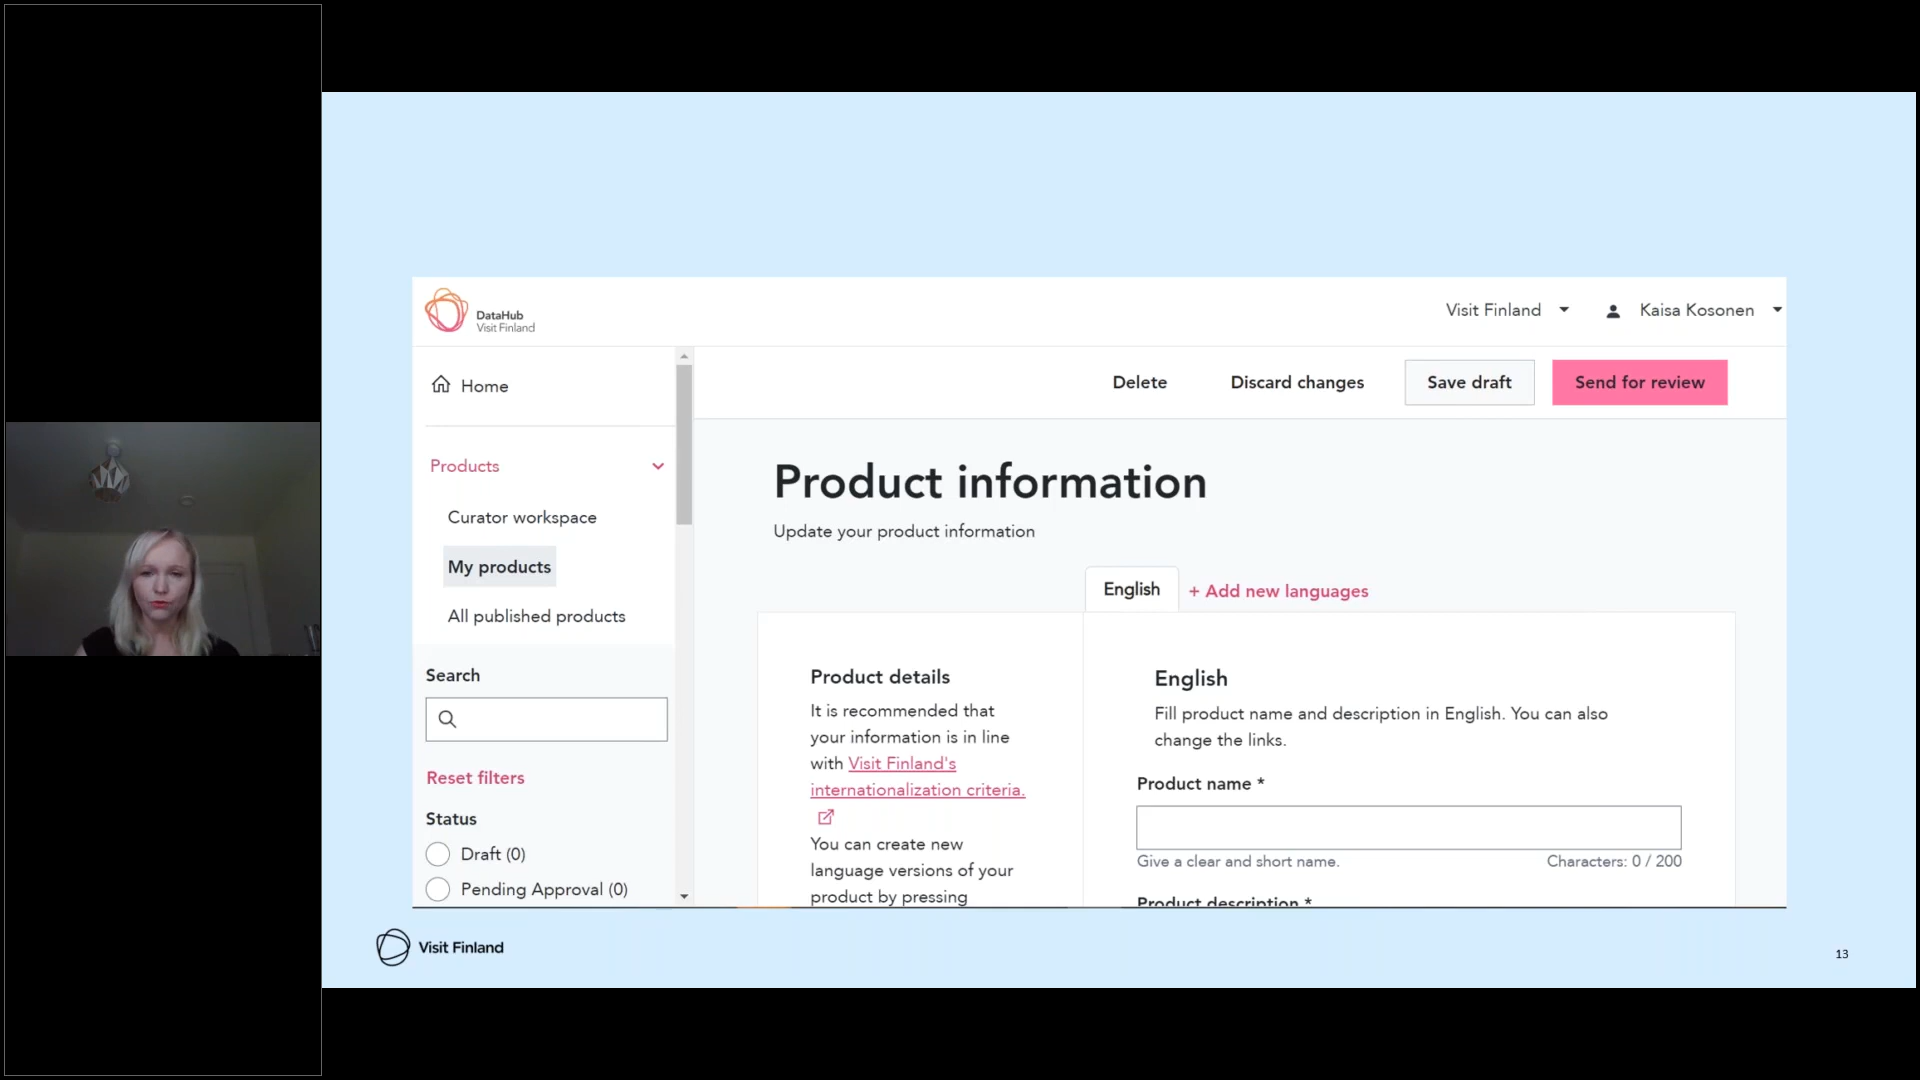 DataHub
Visit Finland
Visit Finland
Kaisa Kosonen
Home
Products
Curator workspace
My products
All published products
Search
Reset filters
Status
Draft (0)
Pending Approval (0)
Delete
Discard changes
Save draft
Send for review
Product information
Update your product information
English
+ Add new languages
Product details
It is recommended that
your information is in line
with Visit Finland's
internationalization criteria.
You can create new
language versions of your
product by pressing
English
Fill product name and description in English. You can also
change the links.
Product name *
Give a clear and short name.
Characters: 0 / 200
Product description *
Visit Finland
13